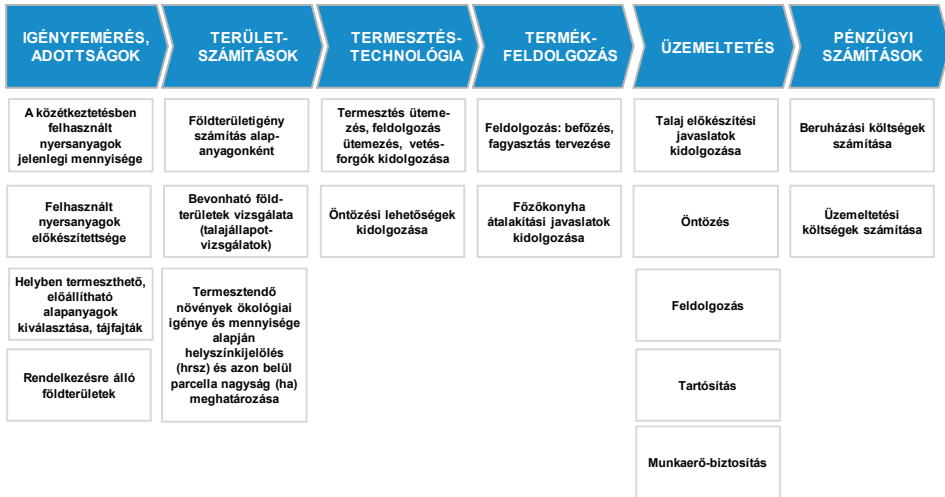 IGÉNYFEMÉRÉS,
ADOTTSÁGOK
TERÜLET-
SZÁMÍTÁSOK
TERMESZTÉS-
TECHNOLÓGIA
TERMÉK-
FELDOLGOZÁS
ÜZEMELTETÉS
PÉNZÜGYI
SZÁMÍTÁSOK
A közétkeztetésben
felhasznált
nyersanyagok
jelenlegi mennyisége
Felhasznált
nyersanyagok
előkészítettsége
Helyben termeszthető,
előállítható
alapanyagok
kiválasztása, tájfajták
Rendelkezésre álló
földterületek
Földterületigény
számítás alap-
anyagonként
Bevonható föld-
területek vizsgálata
(talajállapot-
vizsgálatok)
Termesztendő
növények ökológiai
igénye és mennyisége
alapján
helyszínkijelölés
(hrsz) és azon belül
parcella nagyság (ha)
meghatározása
Termesztés üteme-
zés, feldolgozás
ütemezés, vetés-
forgók kidolgozása
Öntözési lehetőségek
kidolgozása
Feldolgozás: befőzés,
fagyasztás tervezése
Főzőkonyha
átalakítási javaslatok
kidolgozása
Talaj előkészítési
javaslatok
kidolgozása
Öntözés
Feldolgozás
Tartósítás
Munkaerő-biztosítás
Beruházási költségek
számítása
Üzemeltetési
költségek számítása